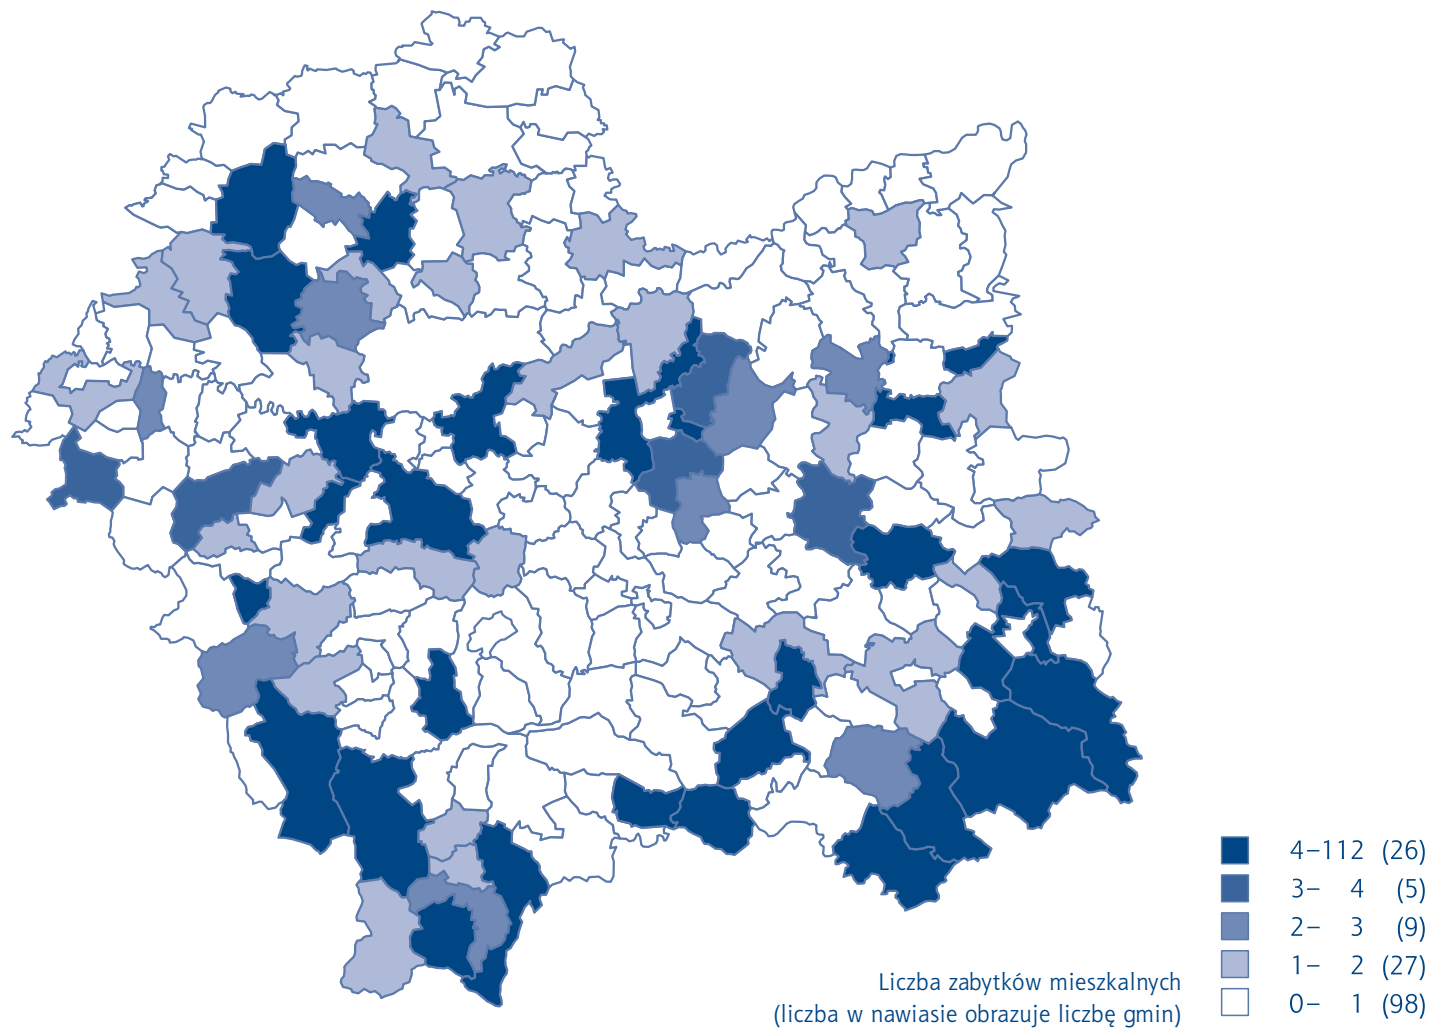 4–112 (26)
3– 4 (5)
2– 3 (9)
1– 2 (27)
0– 1 (98)
Liczba zabytków mieszkalnych
(liczba w nawiasie obrazuje liczbę gmin)